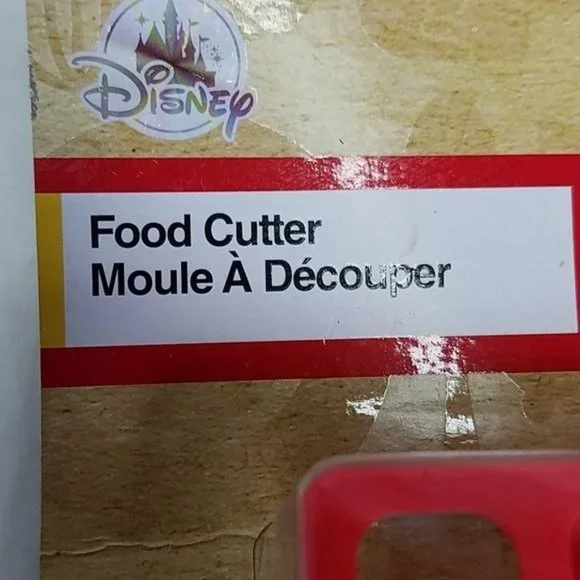 Disney
Food Cutter
Moule À Découper